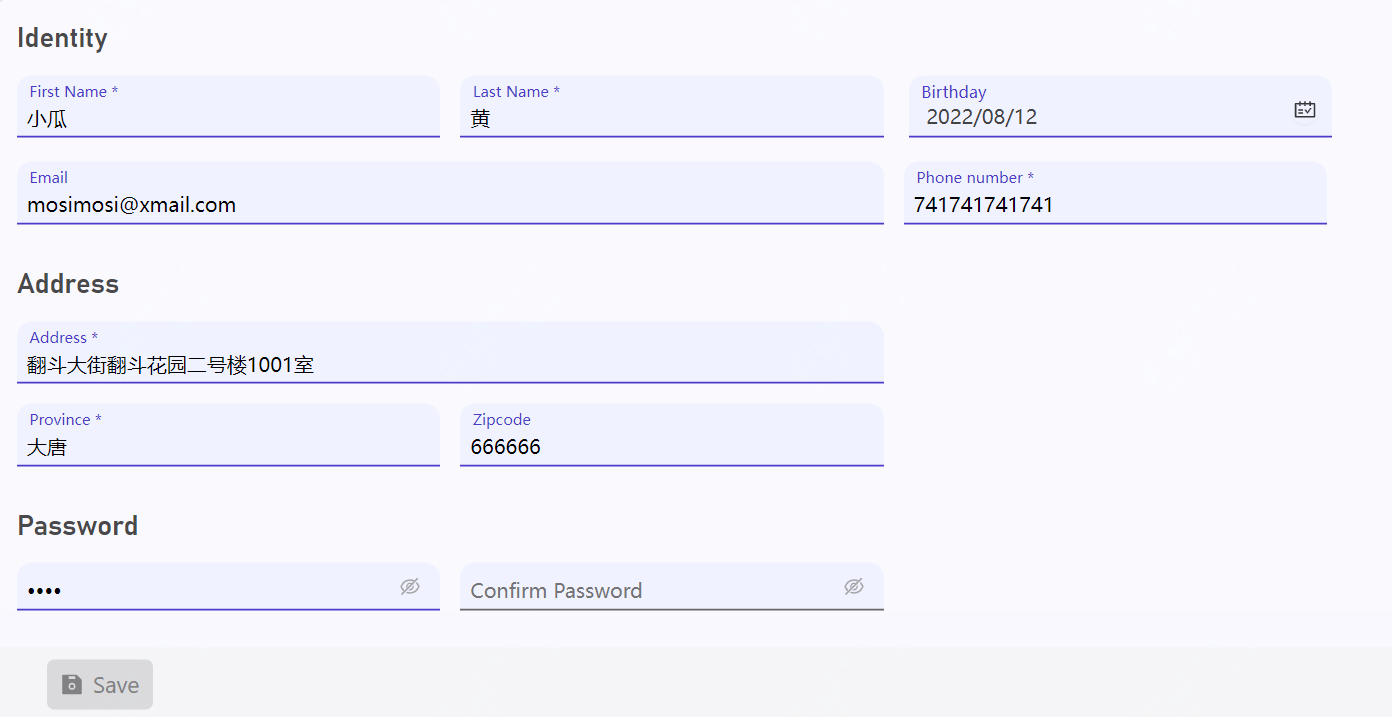 Identity
First Name *
小瓜
Last Name *
黄
Birthday
2022/08/12
Email
mosimosi@xmail.com
Phone number *
741741741741
Address
Address *
翻斗大街翻斗花园二号楼1001室
Province *
大唐
Zipcode
666666
Password
••••
Confirm Password
Save